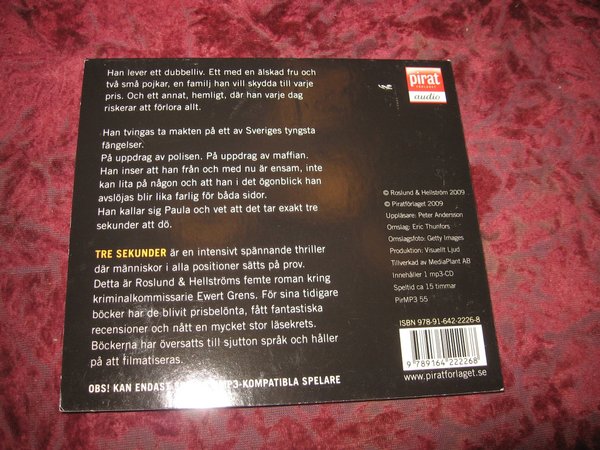 Han lever ett dubbelliv. Ett med en älskad fru och
två små pojkar, en familj han vill skydda till varje
pris. Och ett annat, hemligt, där han varje dag
riskerar att förlora allt.
Han tvingas ta makten på ett av Sveriges tyngsta
fängelser.
På uppdrag av polisen. På uppdrag av maffian.
Han inser att han från och med nu är ensam, inte
kan lita på någon och att han i det ögonblick han
avslöjas blir lika farlig för båda sidor.
Han kallar sig Paula och vet att det tar exakt tre
sekunder att dö.
TRE SEKUNDER är en intensivt spännande thriller
där människor i alla positioner sätts på prov.
Detta är Roslund & Hellströms femte roman kring
kriminalkommissarie Ewert Grens. För sina tidigare
böcker har de blivit prisbelönta, fått fantastiska
recensioner och nått en mycket stor läsekrets.
Böckerna har översatts till sjutton språk och håller
på att filmatiseras.
OBS! KAN ENDAST MP3-KOMPATIBLA SPELARE
pirat
FÖRLAGET
audio
© Roslund & Hellström 2009
© Piratförlaget 2009
Uppläsare: Peter Andersson
Omslag: Eric Thunfors
Omslagsfoto: Getty Images
Produktion: Visuellt Ljud
Tillverkad av MediaPlant AB
Innehåller 1 mp3-CD
Speltid ca 15 timmar
PirMP3 55
ISBN 978-91-642-2226-8
9 789164 222268
www.piratforlaget.se